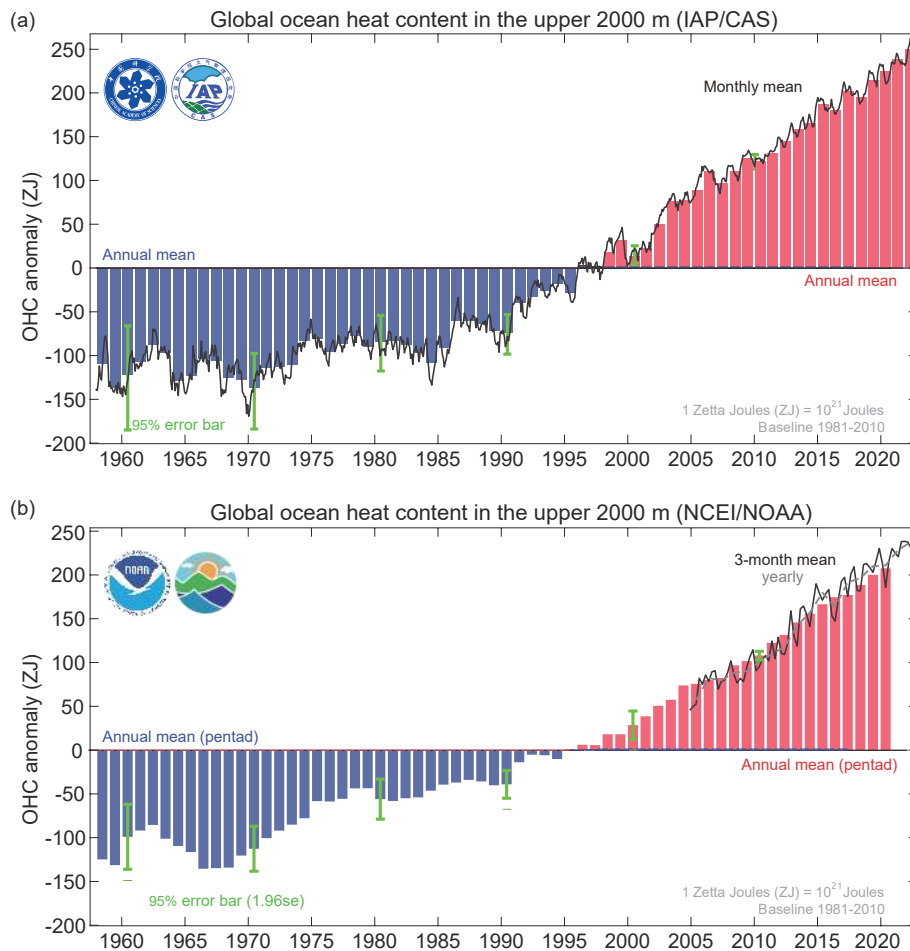 (a)
Global ocean heat content in the upper 2000 m (IAP/CAS)
250
200
150
100
50
0
-50
-100
-150
-200
OHC anomaly (ZJ)
IAP
CAS
Monthly mean
Annual mean
Annual mean
95% error bar
1 Zetta Joules (ZJ) = 10²¹Joules
Baseline 1981-2010
1960 1965 1970 1975 1980 1985 1990 1995 2000 2005 2010 2015 2020
(b)
Global ocean heat content in the upper 2000 m (NCEI/NOAA)
250
200
150
100
50
0
-50
-100
-150
-200
OHC anomaly (ZJ)
NOAA
3-month mean
yearly
Annual mean (pentad)
Annual mean (pentad)
95% error bar (1.96se)
1 Zetta Joules (ZJ) = 10²¹Joules
Baseline 1981-2010
1960 1965 1970 1975 1980 1985 1990 1995 2000 2005 2010 2015 2020